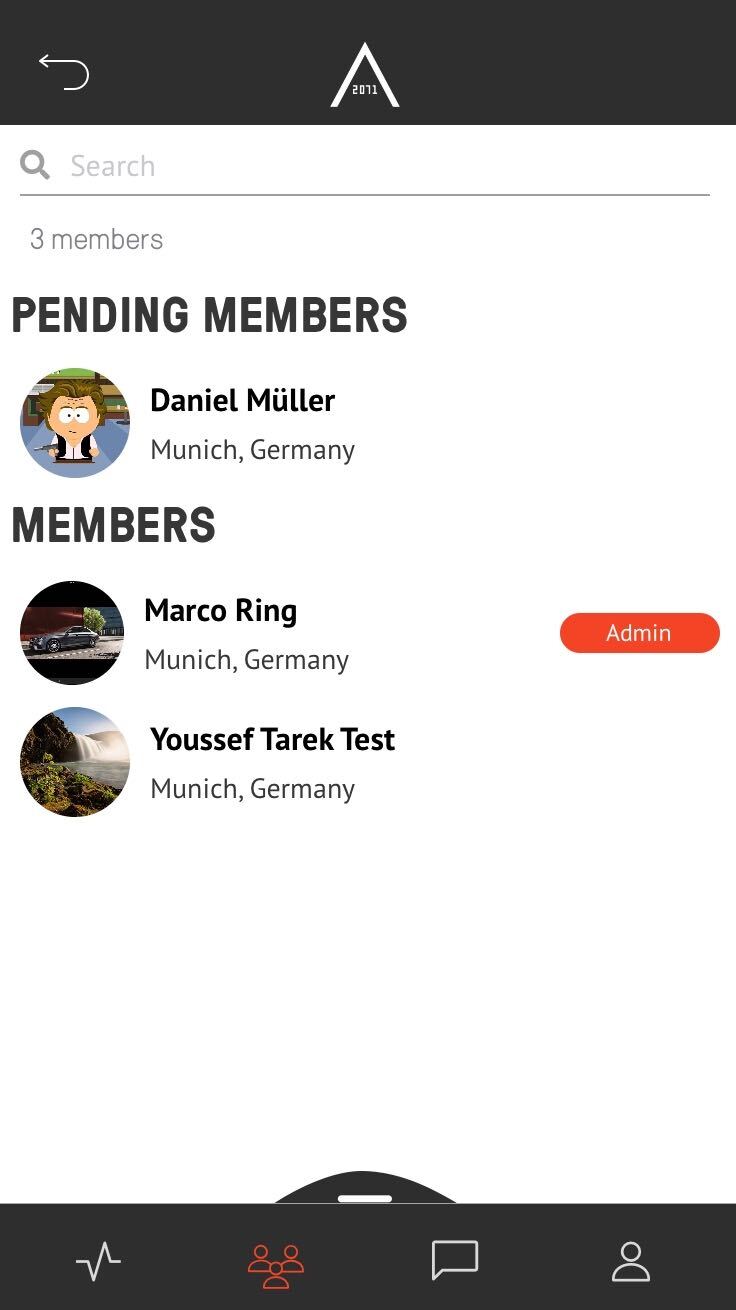 2071
Search
3 members
PENDING MEMBERS
Daniel Müller
Munich, Germany
MEMBERS
Marco Ring
Munich, Germany
Admin
Youssef Tarek Test
Munich, Germany